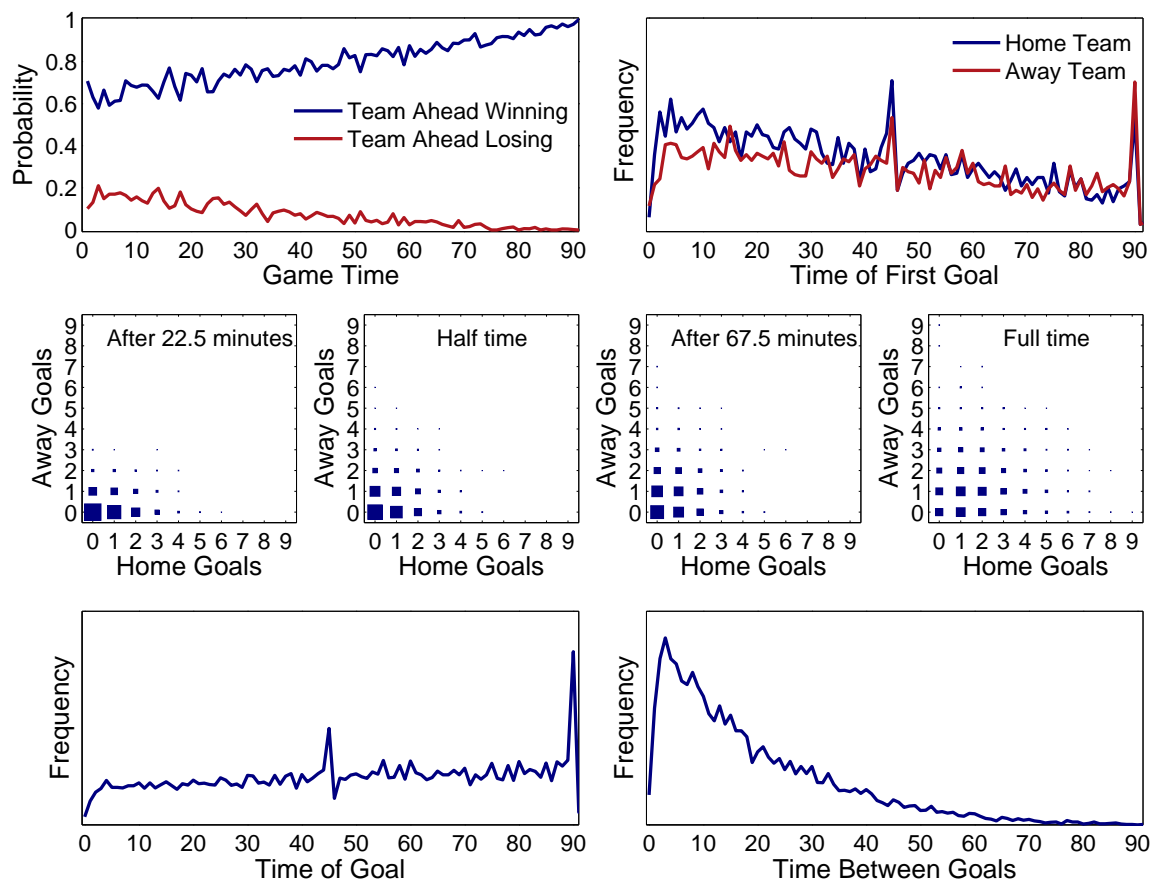 Probability
1
0.8
0.6
0.4
0.2
0
Team Ahead Winning
Team Ahead Losing
0 10 20 30 40 50 60 70 80 90
Game Time
Frequency
Home Team
Away Team
0 10 20 30 40 50 60 70 80 90
Time of First Goal
Away Goals
9
8
7
6
5
4
3
2
1
0
After 22.5 minutes
0 1 2 3 4 5 6 7 8 9
Home Goals
Away Goals
9
8
7
6
5
4
3
2
1
0
Half time
0 1 2 3 4 5 6 7 8 9
Home Goals
Away Goals
9
8
7
6
5
4
3
2
1
0
After 67.5 minutes
0 1 2 3 4 5 6 7 8 9
Home Goals
Away Goals
9
8
7
6
5
4
3
2
1
0
Full time
0 1 2 3 4 5 6 7 8 9
Home Goals
Frequency
0 10 20 30 40 50 60 70 80 90
Time of Goal
Frequency
0 10 20 30 40 50 60 70 80 90
Time Between Goals